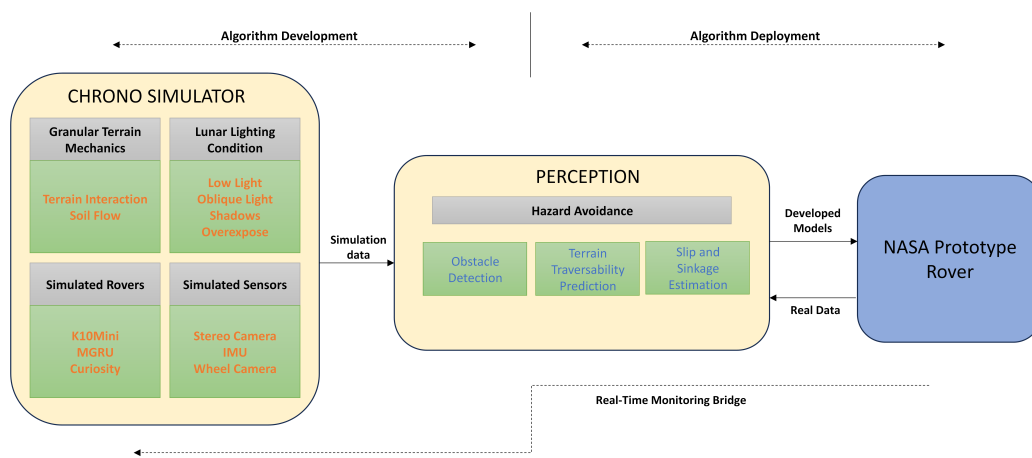 Algorithm Development
Algorithm Deployment
CHRONO SIMULATOR
Granular Terrain
Mechanics
Terrain Interaction
Soil Flow
Lunar Lighting
Condition
Low Light
Oblique Light
Shadows
Overexpose
Simulated Rovers
K10Mini
MGRU
Curiosity
Simulated Sensors
Stereo Camera
IMU
Wheel Camera
Simulation
data
PERCEPTION
Hazard Avoidance
Obstacle
Detection
Terrain
Traversability
Prediction
Slip and
Sinkage
Estimation
Developed
Models
Real Data
NASA Prototype
Rover
Real-Time Monitoring Bridge